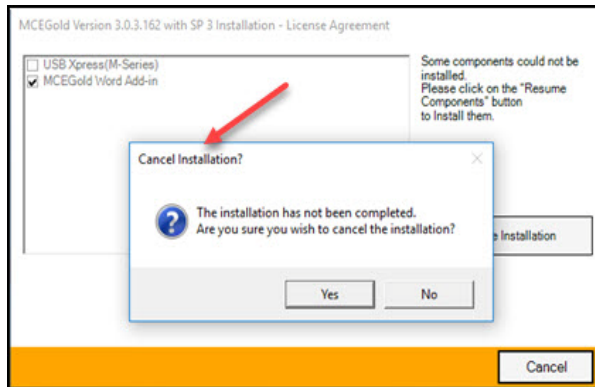 MCEGold Version 3.0.3.162 with SP 3 Installation - License Agreement
USB Xpress(M-Series)
MCEGold Word Add-in
Some components could not be
installed.
Please click on the "Resume
Components" button
to Install them.
Cancel Installation?
The installation has not been completed.
Are you sure you wish to cancel the installation?
Installation
Yes
No
Cancel